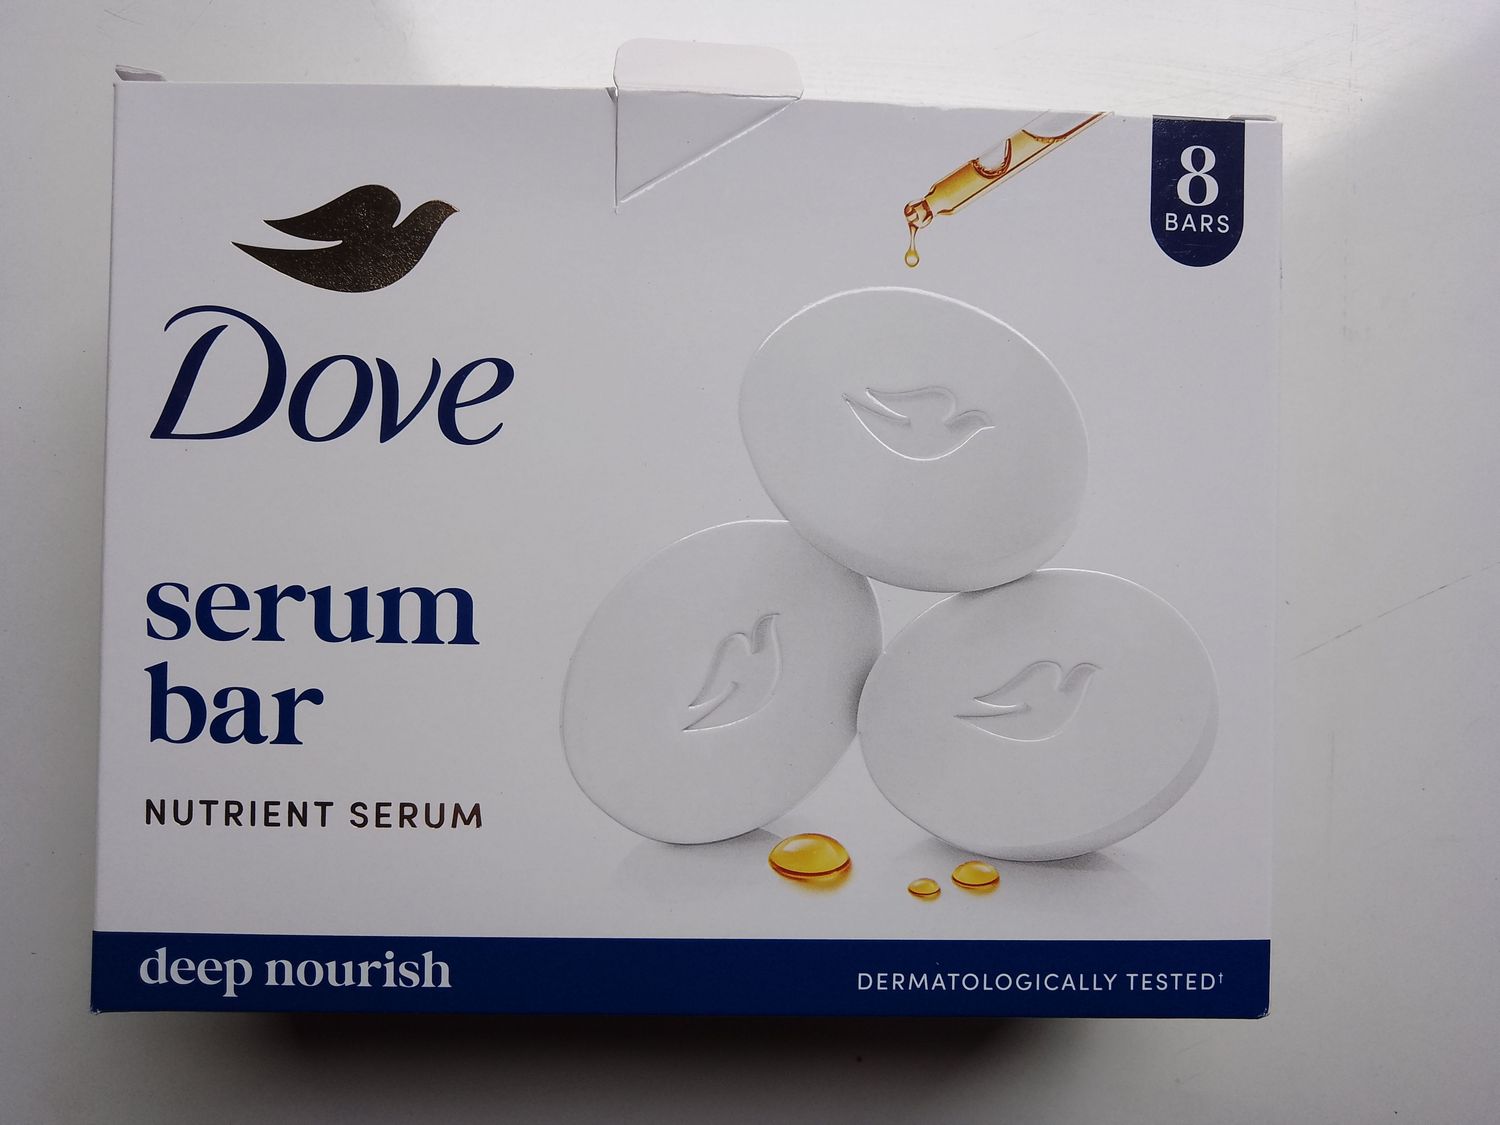 8
BARS
Dove
serum
bar
NUTRIENT SERUM
deep nourish
DERMATOLOGICALLY TESTED†